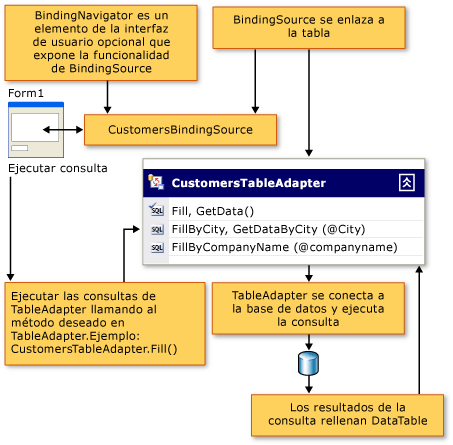 BindingNavigator es un
elemento de la interfaz
de usuario opcional que
expone la funcionalidad
de BindingSource
BindingSource se enlaza a
la tabla
Form1
CustomersBindingSource
Ejecutar consulta
CustomersTableAdapter
SQL Fill, GetData()
SQL FillByCity, GetDataByCity (@City)
SQL FillByCompanyName (@companyname)
Ejecutar las consultas de
TableAdapter llamando al
método deseado en
TableAdapter.Ejemplo:
CustomersTableAdapter.Fill()
TableAdapter se conecta a
la base de datos y ejecuta
la consulta
Los resultados de la
consulta rellenan DataTable